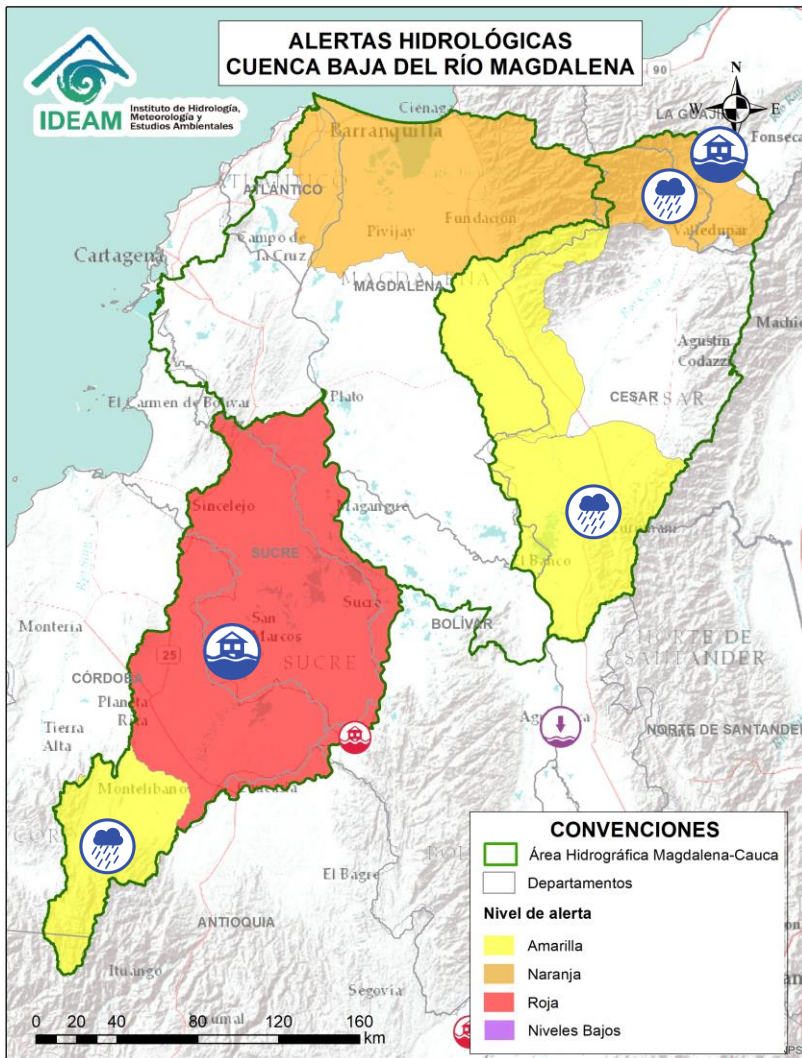 ALERTAS HIDROLÓGICAS
CUENCA BAJA DEL RÍO MAGDALENA
IDEAM
Instituto de Hidrología,
Meteorología y
Estudios Ambientales
90
N
W
E
Ciénaga
LA GUAJIRA
Barranquilla
Fonseca
ATLÁNTICO
Fundación
Pivijay
Valledupar
Cartagena
Campo de
la Cruz
MAGDALENA
MAGDALENA
Agustín
Codazzi
CESAR
CESAR
Plato
El Carmen de Bolívar
Sincelejo
Magangué
SUCRE
El Banco
Sucre
San
Marcos
BOLÍVAR
Montería
SUCRE
25
CÓRDOBA
Planeta
Rica
Tierra
Alta
SANTANDER
NORTE DE SANTANDER
Montelíbano
El Bagre
ANTIOQUIA
Ituango
Segovia
0 20 40 80 120 160
km
CONVENCIONES
Área Hidrográfica Magdalena-Cauca
Departamentos
Nivel de alerta
Amarilla
Naranja
Roja
Niveles Bajos